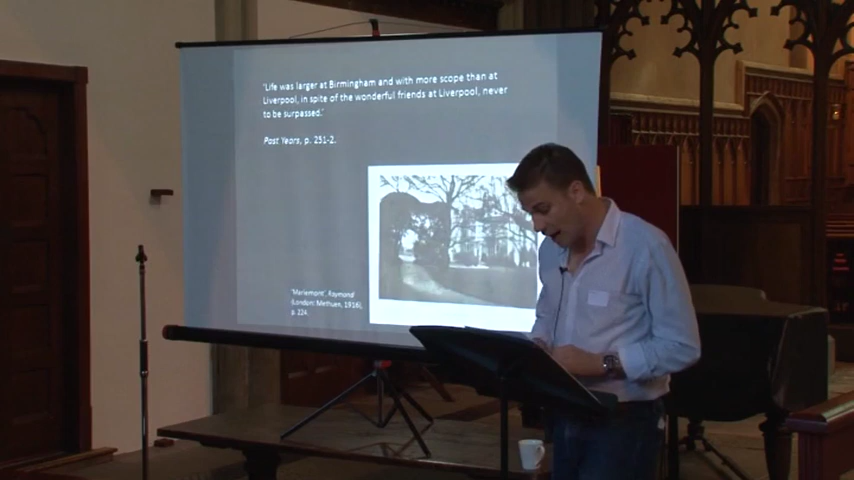 'Life was larger at Birmingham and with more scope than at
Liverpool, in spite of the wonderful friends at Liverpool, never
to be surpassed.'
Past Years, p. 251-2.
'Mariemont', Raymond
(London: Methuen, 1916),
p. 224.